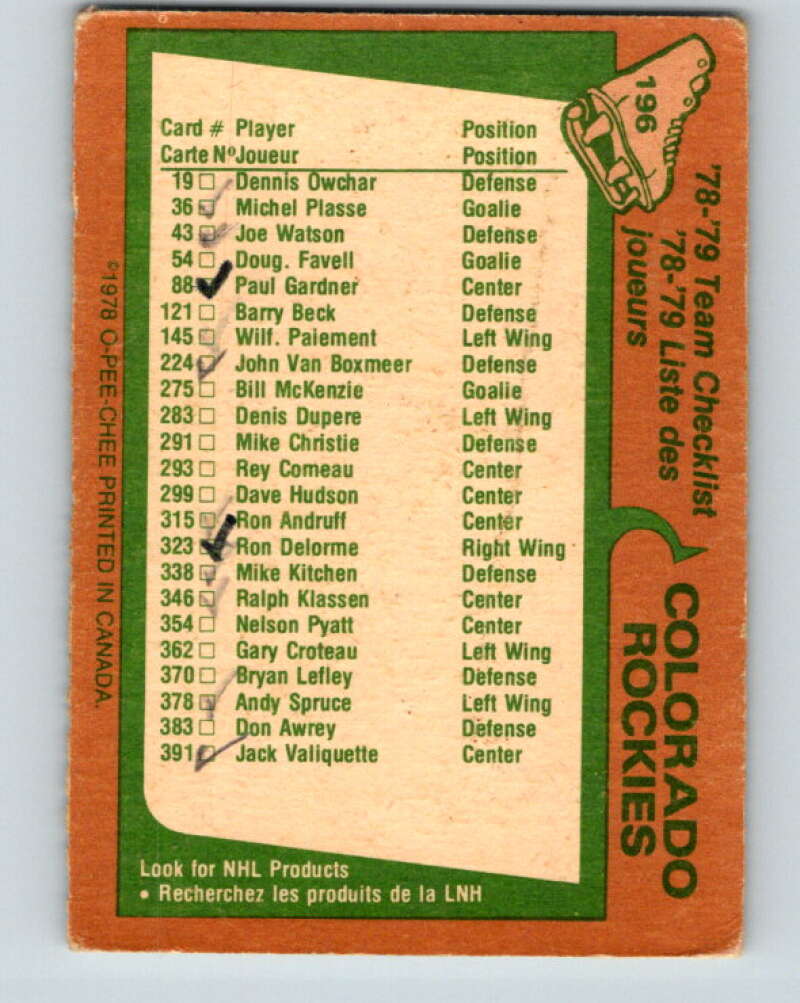 196
'78-'79 Team Checklist
'78-'79 Liste des
joueurs
COLORADO
ROCKIES
Card # Player Position
Carte Nº Joueur Position
19 Dennis Owchar Defense
36 Michel Plasse Goalie
43 Joe Watson Defense
54 Doug. Favell Goalie
88 Paul Gardner Center
121 Barry Beck Defense
145 Wilf. Paiement Left Wing
224 John Van Boxmeer Defense
275 Bill McKenzie Goalie
283 Denis Dupere Left Wing
291 Mike Christie Defense
293 Rey Comeau Center
299 Dave Hudson Center
315 Ron Andruff Center
323 Ron Delorme Right Wing
338 Mike Kitchen Defense
346 Ralph Klassen Center
354 Nelson Pyatt Center
362 Gary Croteau Left Wing
370 Bryan Lefley Defense
378 Andy Spruce Left Wing
383 Don Awrey Defense
391 Jack Valiquette Center
Look for NHL Products
• Recherchez les produits de la LNH
©1978 O-PEE-CHEE PRINTED IN CANADA.